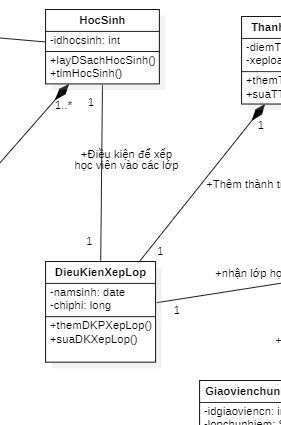 HocSinh
-idhocsinh: int
+layDSachHocSinh()
+timHocSinh()
1..*
1
+Điều kiện để xếp
học viên vào các lớp
1
DieuKienXepLop
-namsinh: date
-chiphi: long
+themDKPXepLop()
+suaDKXepLop()
Thanh
-diemT
-xeploa
+themT
+suaTT
1
+Thêm thành ti
1
+nhận lớp họ
1
+
Giaovienchun
-idgiaoviencn: in